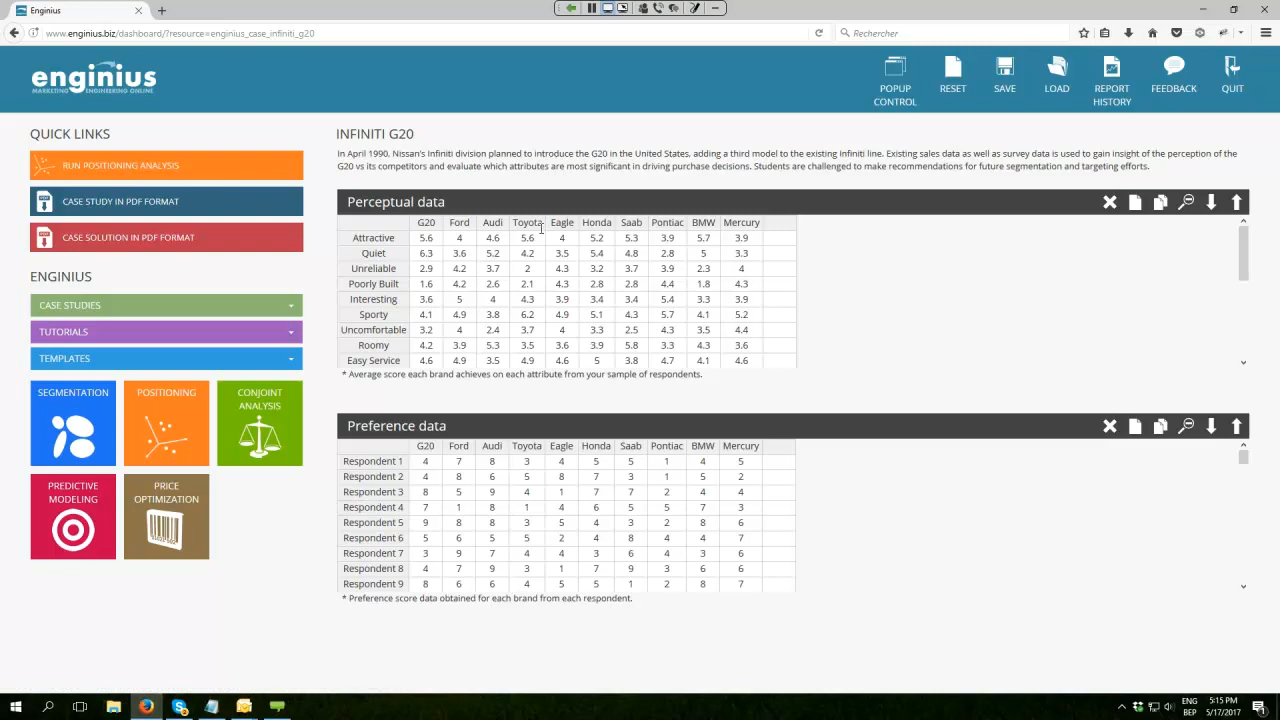 Enginius
www.enginius.biz/dashboard/?resource=enginius_case_infiniti_g20
Rechercher
enginius
MARKETING ENGINEERING ONLINE
POPUP CONTROL
RESET
SAVE
LOAD
REPORT HISTORY
FEEDBACK
QUIT
QUICK LINKS
RUN POSITIONING ANALYSIS
CASE STUDY IN PDF FORMAT
CASE SOLUTION IN PDF FORMAT
ENGINIUS
CASE STUDIES
TUTORIALS
TEMPLATES
SEGMENTATION
POSITIONING
CONJOINT ANALYSIS
PREDICTIVE MODELING
PRICE OPTIMIZATION
INFINITI G20
In April 1990, Nissan's Infiniti division planned to introduce the G20 in the United States, adding a third model to the existing Infiniti line. Existing sales data as well as survey data is used to gain insight of the perception of the
G20 vs its competitors and evaluate which attributes are most significant in driving purchase decisions. Students are challenged to make recommendations for future segmentation and targeting efforts.
Perceptual data
G20 Ford Audi Toyota Eagle Honda Saab Pontiac BMW Mercury
Attractive 5.6 4 4.6 5.6 4 5.2 5.3 3.9 5.7 3.9
Quiet 6.3 3.6 5.2 4.2 3.5 5.4 4.8 2.8 5 3.3
Unreliable 2.9 4.2 3.7 2 4.3 3.2 3.7 3.9 2.3 4
Poorly Built 1.6 4.2 2.6 2.1 4.3 2.8 2.8 4.4 1.8 4.3
Interesting 3.6 5 4 4.3 3.9 3.4 3.4 5.4 3.3 3.9
Sporty 4.1 4.9 3.8 6.2 4.9 5.1 4.3 5.7 4.1 5.2
Uncomfortable 3.2 4 2.4 3.7 4 3.3 2.5 4.3 3.5 4.4
Roomy 4.2 3.9 5.3 3.5 3.6 3.9 5.8 3.3 4.3 3.6
Easy Service 4.6 4.9 3.5 4.9 4.6 5 3.8 4.7 4.1 4.6
* Average score each brand achieves on each attribute from your sample of respondents.
Preference data
G20 Ford Audi Toyota Eagle Honda Saab Pontiac BMW Mercury
Respondent 1 4 7 8 3 4 5 5 1 4 5
Respondent 2 4 8 6 5 8 7 3 1 5 2
Respondent 3 8 5 9 4 1 7 7 2 4 4
Respondent 4 7 1 8 1 4 6 5 5 7 3
Respondent 5 9 8 8 3 5 4 3 2 8 6
Respondent 6 5 6 5 5 2 4 8 4 4 7
Respondent 7 3 9 7 4 4 3 6 4 3 6
Respondent 8 4 7 9 3 1 7 9 3 6 6
Respondent 9 8 6 6 4 5 5 1 2 8 7
* Preference score data obtained for each brand from each respondent.
ENG
BEP
5:15 PM
5/17/2017